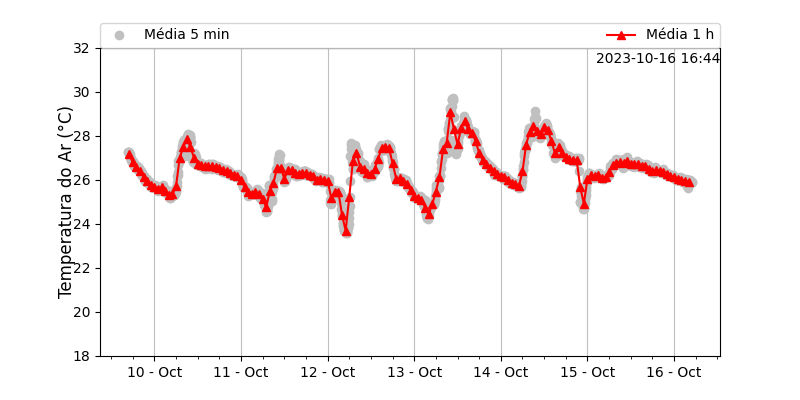 Média 5 min
Média 1 h
2023-10-16 16:44
Temperatura do Ar (°C)
32
30
28
26
24
22
20
18
10 - Oct
11 - Oct
12 - Oct
13 - Oct
14 - Oct
15 - Oct
16 - Oct